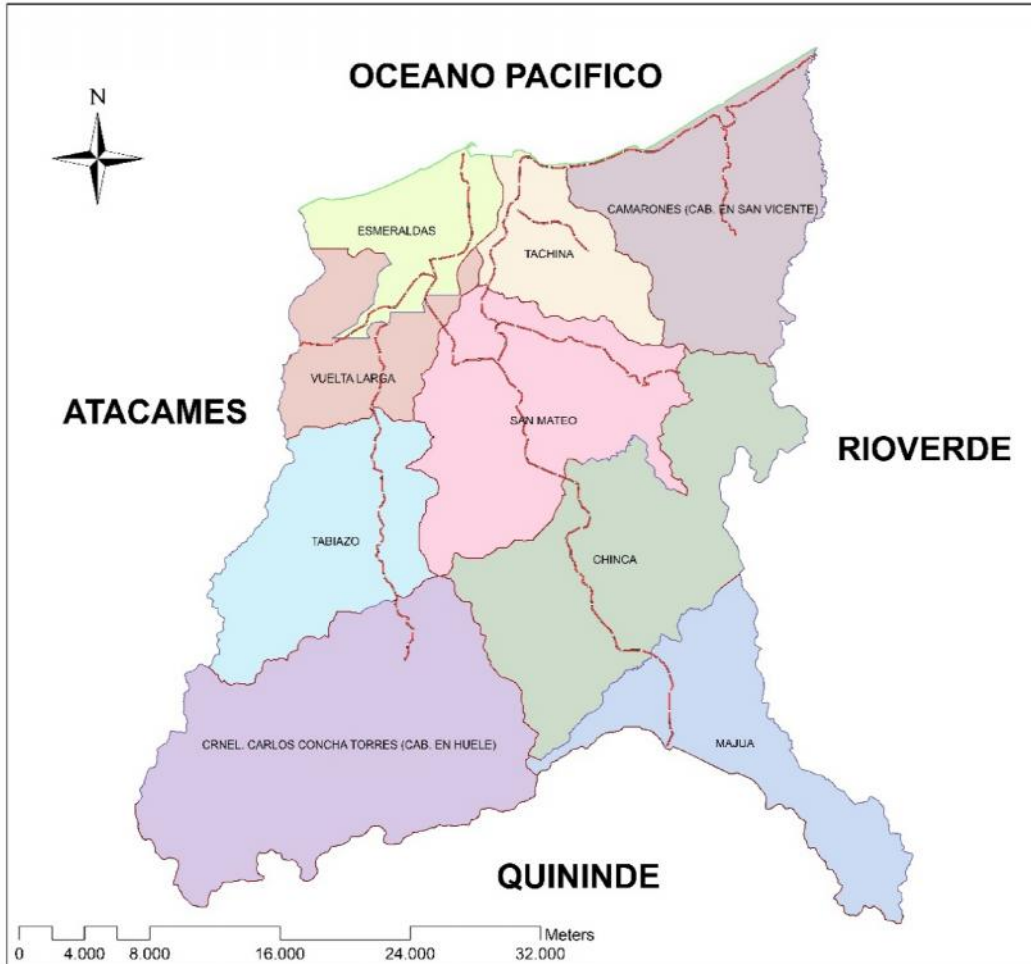 OCEANO PACIFICO
N
CAMARONES (CAB. EN SAN VICENTE)
ESMERALDAS
TACHINA
VUELTA LARGA
ATACAMES
SAN MATEO
RIOVERDE
TABIAZO
CHINCA
CRNEL. CARLOS CONCHA TORRES (CAB. EN HUELE)
MAJUA
QUININDE
Meters
0 4.000 8.000 16.000 24.000 32.000